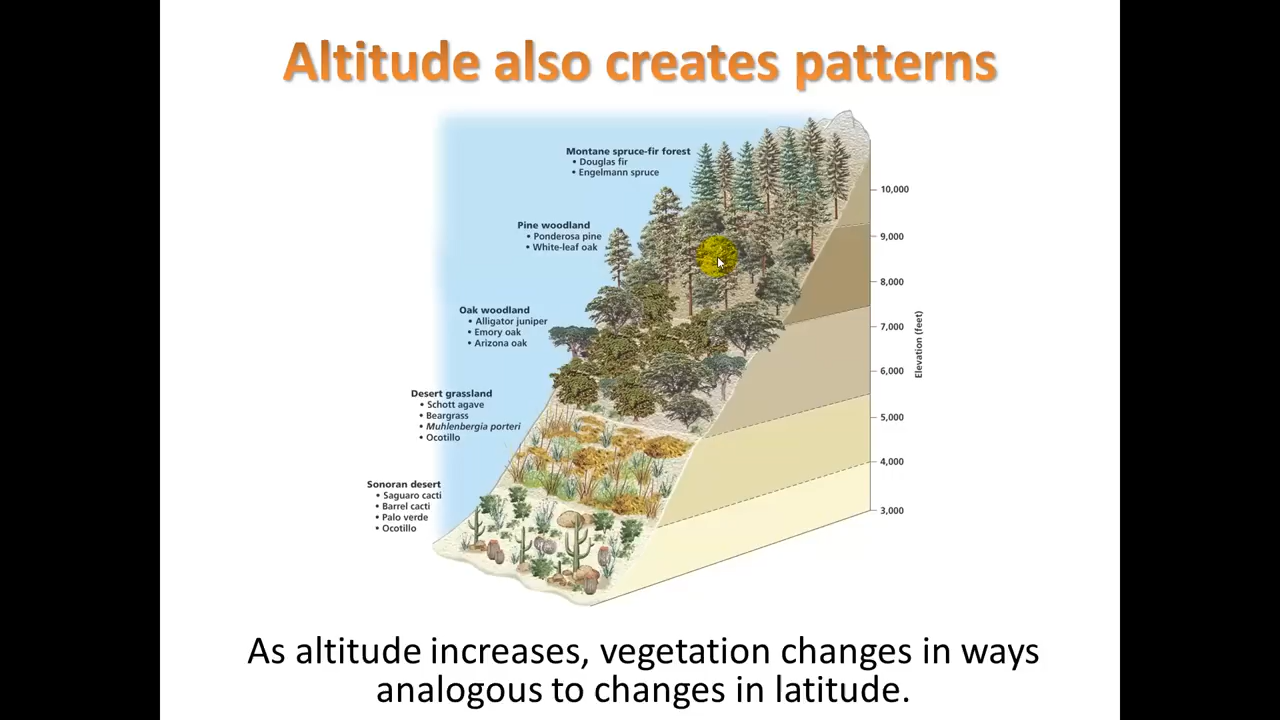 Altitude also creates patterns
Montane spruce-fir forest
• Douglas fir
• Engelmann spruce
Pine woodland
• Ponderosa pine
• White-leaf oak
Oak woodland
• Alligator juniper
• Emory oak
• Arizona oak
Desert grassland
• Schott agave
• Beargrass
• Muhlenbergia porteri
• Ocotillo
Sonoran desert
• Saguaro cacti
• Barrel cacti
• Palo verde
• Ocotillo
10,000
9,000
8,000
7,000
6,000
5,000
4,000
3,000
Elevation (feet)
As altitude increases, vegetation changes in ways
analogous to changes in latitude.